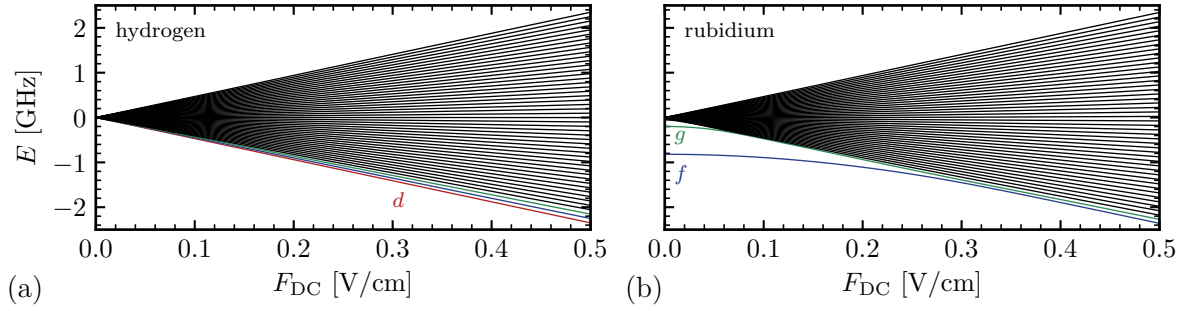 hydrogen
E [GHz]
2
1
0
−1
−2
d
0.0 0.1 0.2 0.3 0.4 0.5
F_DC [V/cm]
(a)
rubidium
g
f
0.0 0.1 0.2 0.3 0.4 0.5
F_DC [V/cm]
(b)